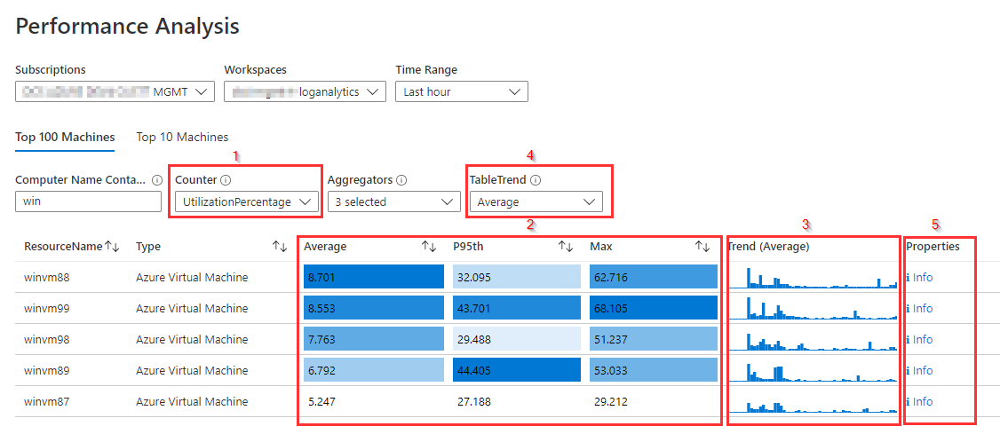 Performance Analysis
Subscriptions Workspaces Time Range
MGMT loganalytics Last hour
Top 100 Machines Top 10 Machines
1 4
Computer Name Conta... Counter Aggregators TableTrend
win UtilizationPercentage 3 selected Average
2 3 5
ResourceName Type Average P95th Max Trend (Average) Properties
winvm88 Azure Virtual Machine 8.701 32.095 62.716 Info
winvm99 Azure Virtual Machine 8.553 43.701 68.105 Info
winvm98 Azure Virtual Machine 7.763 29.488 51.237 Info
winvm89 Azure Virtual Machine 6.792 44.405 53.033 Info
winvm87 Azure Virtual Machine 5.247 27.188 29.212 Info